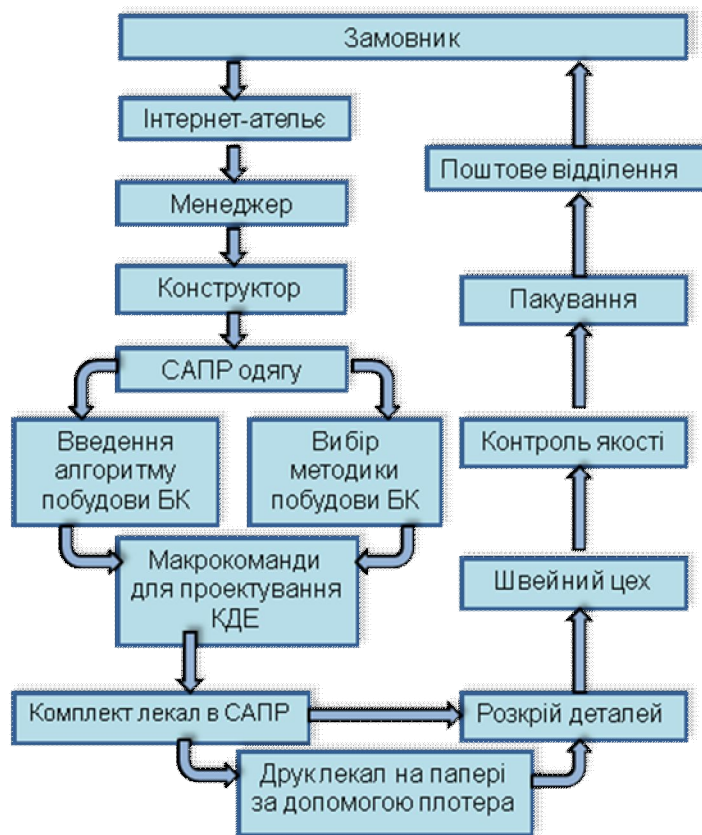 Замовник
Інтернет-ательє
Менеджер
Конструктор
САПР одягу
Введення
алгоритму
побудови БК
Вибір
методики
побудови БК
Макрокоманди
для проектування
КДЕ
Комплект лекал в САПР
Друк лекал на папері
за допомогою плотера
Розкрій деталей
Швейний цех
Контроль якості
Пакування
Поштове відділення